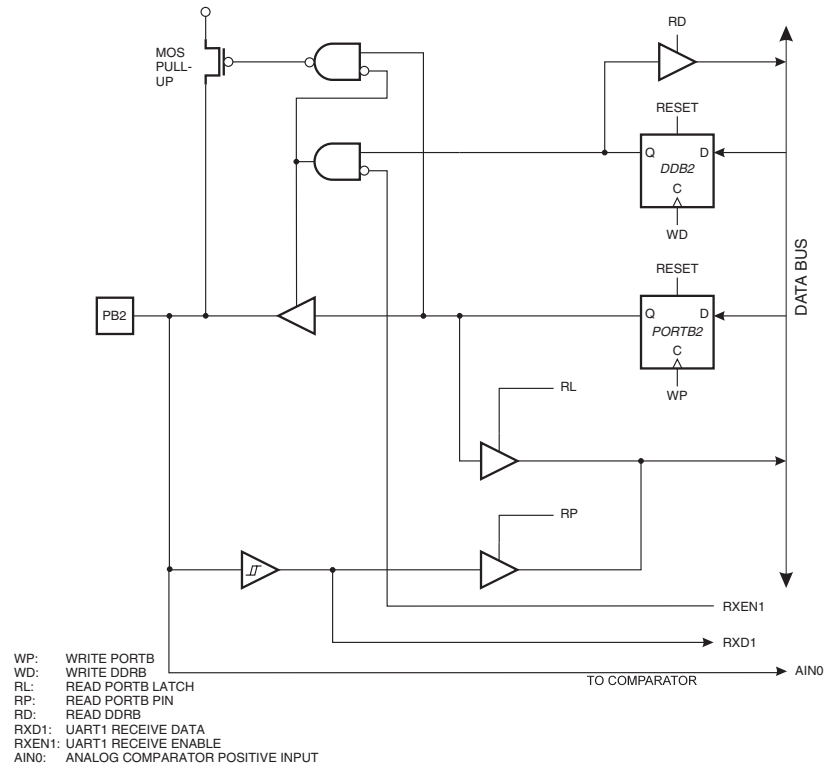 RD
MOS
PULL-
UP
RESET
Q D
DDB2
C
WD
DATA BUS
RESET
PB2
Q D
PORTB2
C
WP
RL
RP
RXEN1
RXD1
TO COMPARATOR
AIN0
WP: WRITE PORTB
WD: WRITE DDRB
RL: READ PORTB LATCH
RP: READ PORTB PIN
RD: READ DDRB
RXD1: UART1 RECEIVE DATA
RXEN1: UART1 RECEIVE ENABLE
AIN0: ANALOG COMPARATOR POSITIVE INPUT